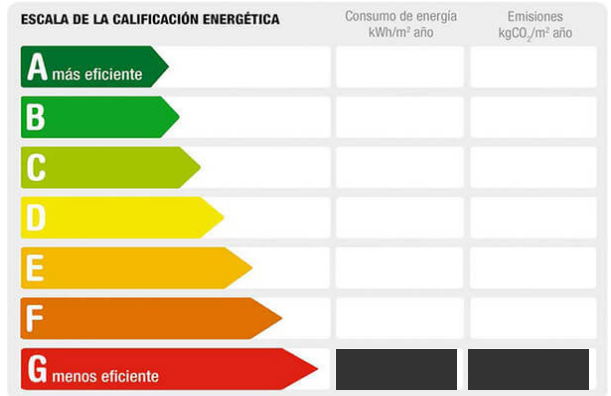 ESCALA DE LA CALIFICACIÓN ENERGÉTICA
Consumo de energía
kWh/m² año
Emisiones
kgCO₂/m² año
A más eficiente
B
C
D
E
F
G menos eficiente